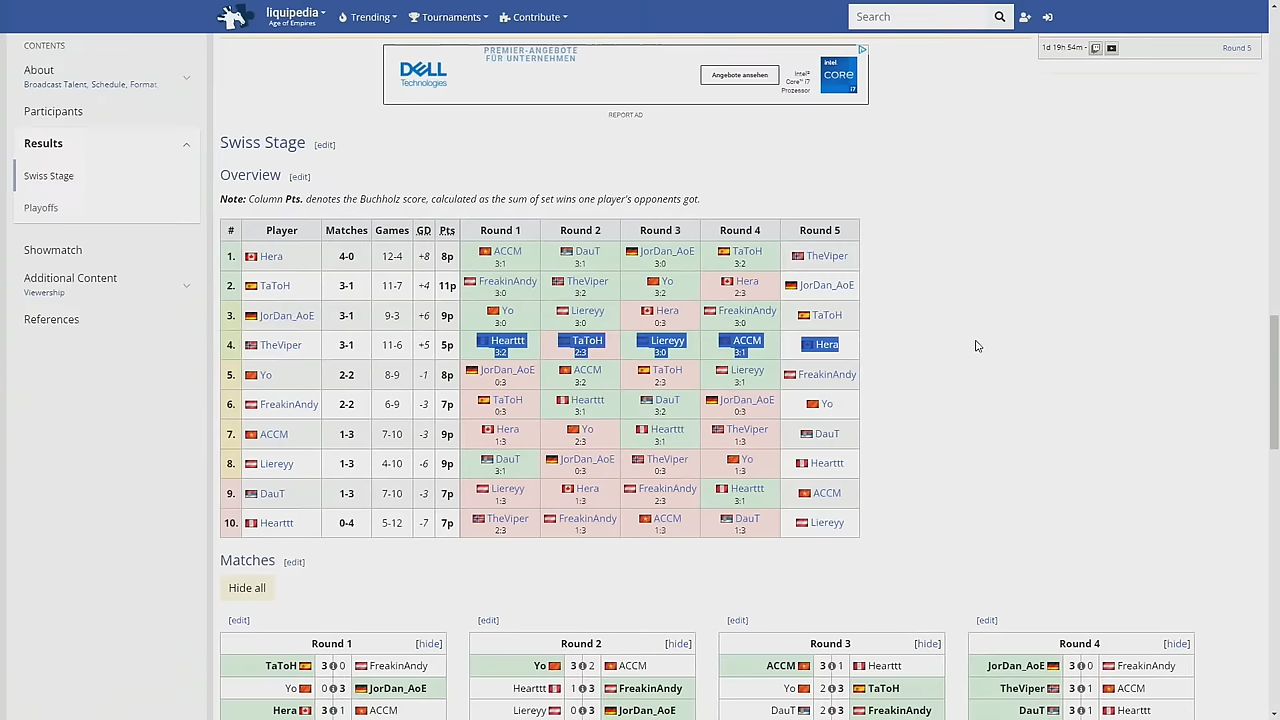 liquipedia
Age of Empires
Trending
Tournaments
Contribute
Search
CONTENTS
About
Broadcast Talent, Schedule, Format
Participants
Results
Swiss Stage
Playoffs
Showmatch
Additional Content
Viewership
References
1d 19h 54m - Round 5
PREMIER-ANGEBOTE
FÜR UNTERNEHMEN
DELL
Technologies
Angebote ansehen
Intel®
Core™ i7
Prozessor
intel
CORE
i7
REPORT AD
Swiss Stage [edit]
Overview [edit]
Note: Column Pts. denotes the Buchholz score, calculated as the sum of set wins one player's opponents got.
# Player Matches Games GD Pts Round 1 Round 2 Round 3 Round 4 Round 5
1. Hera 4-0 12-4 +8 8p ACCM 3:1 DauT 3:1 JorDan_AoE 3:0 TaToH 3:2 TheViper
2. TaToH 3-1 11-7 +4 11p FreakinAndy 3:0 TheViper 3:2 Yo 3:2 Hera 2:3 JorDan_AoE
3. JorDan_AoE 3-1 9-3 +6 9p Yo 3:0 Liereyy 3:0 Hera 0:3 FreakinAndy 3:0 TaToH
4. TheViper 3-1 11-6 +5 5p Hearttt 3:2 TaToH 2:3 Liereyy 3:0 ACCM 3:1 Hera
5. Yo 2-2 8-9 -1 8p JorDan_AoE 0:3 ACCM 3:2 TaToH 2:3 Liereyy 3:1 FreakinAndy
6. FreakinAndy 2-2 6-9 -3 7p TaToH 0:3 Hearttt 3:1 DauT 3:2 JorDan_AoE 0:3 Yo
7. ACCM 1-3 7-10 -3 9p Hera 1:3 Yo 2:3 Hearttt 3:1 TheViper 1:3 DauT
8. Liereyy 1-3 4-10 -6 9p DauT 3:1 JorDan_AoE 0:3 TheViper 0:3 Yo 1:3 Hearttt
9. DauT 1-3 7-10 -3 7p Liereyy 1:3 Hera 1:3 FreakinAndy 2:3 Hearttt 3:1 ACCM
10. Hearttt 0-4 5-12 -7 7p TheViper 2:3 FreakinAndy 1:3 ACCM 1:3 DauT 1:3 Liereyy
Matches [edit]
Hide all
[edit] [edit] [edit] [edit]
Round 1 [hide] Round 2 [hide] Round 3 [hide] Round 4 [hide]
TaToH 3 0 FreakinAndy Yo 3 2 ACCM ACCM 3 1 Hearttt JorDan_AoE 3 0 FreakinAndy
Yo 0 3 JorDan_AoE Hearttt 1 3 FreakinAndy Yo 2 3 TaToH TheViper 3 1 ACCM
Hera 3 1 ACCM Liereyy 0 3 JorDan_AoE DauT 2 3 FreakinAndy DauT 3 1 Hearttt